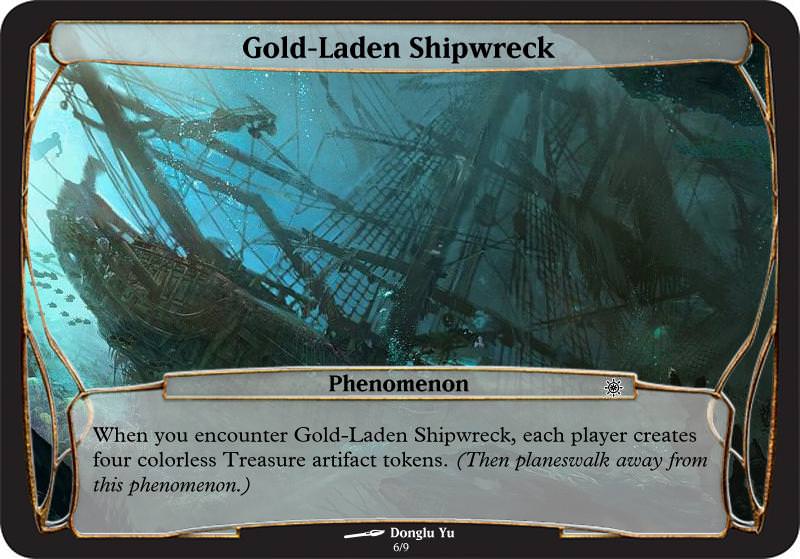 Gold-Laden Shipwreck
Phenomenon
When you encounter Gold-Laden Shipwreck, each player creates
four colorless Treasure artifact tokens. (Then planeswalk away from
this phenomenon.)
Donglu Yu
6/9